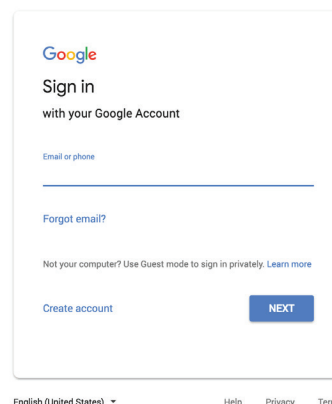 Google
Sign in
with your Google Account
Email or phone
Forgot email?
Not your computer? Use Guest mode to sign in privately. Learn more
Create account NEXT
English (United States) Help Privacy Ter